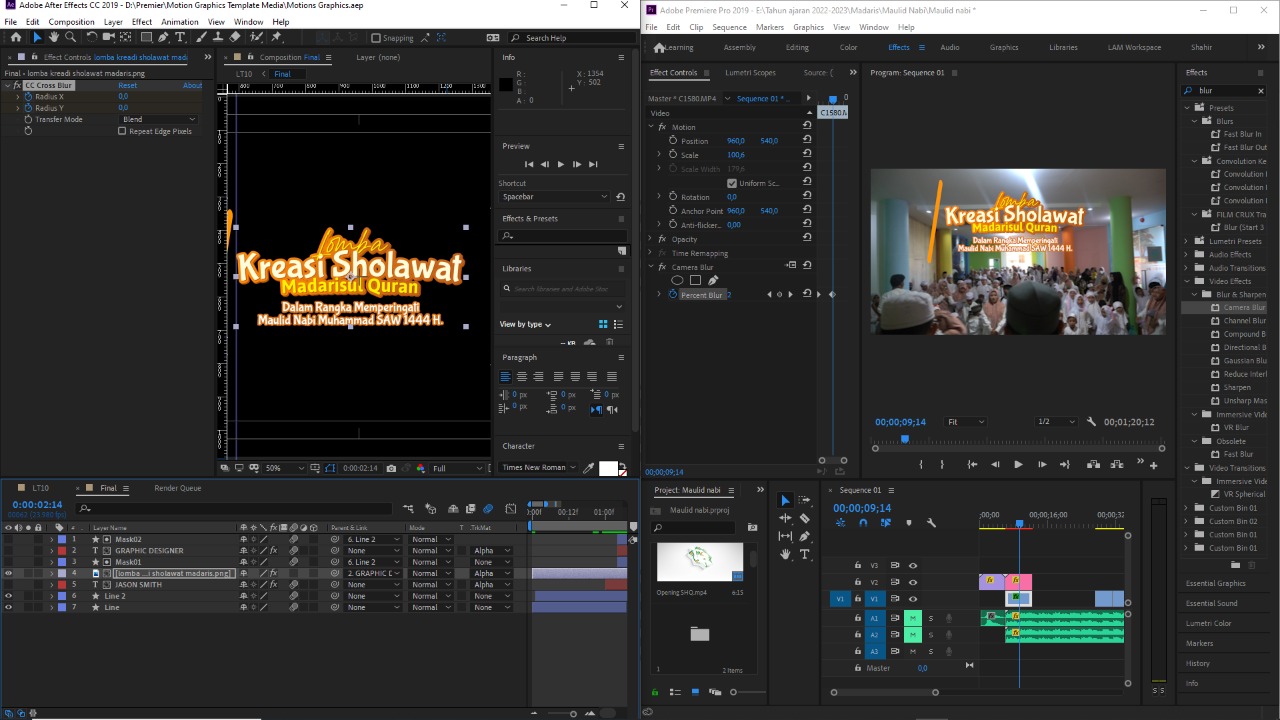 Adobe After Effects CC 2019 - D:\Premier\Motion Graphics Template Media\Motions Graphics.aep
File Edit Composition Layer Effect Animation View Window Help
Snapping
Search Help
Effect Controls lomba kreadi sholawat madi
Final - lomba kreadi sholawat madaris.png
CC Cross Blur Reset About
Radius X 0,0
Radius Y 0,0
Transfer Mode Blend
Repeat Edge Pixels
Composition Final
Layer (none)
LT10 Final
lomba
Kreasi Sholawat
Madarisul Quran
Dalam Rangka Memperingali
Maulid Nabi Muhammad SAW 1444 H.
50% 0:00:02:14 Full
Info
R :
G :
B :
A : 0
X : 1354
Y : 502
Preview
Shortcut
Spacebar
Effects & Presets
Libraries
Search libraries and Adobe Stoc
View by type
-- KB
Paragraph
0 px 0 px 0 px
0 px 0 px
Character
Times New Roman
LT10 Final Render Queue
0:00:02:14
# Layer Name Parent & Link Mode T TrkMat
:00f 00:12f 01:00f
1 Mask02 6. Line 2 Normal
2 GRAPHIC DESIGNER None Normal Alpha
3 Mask01 6. Line 2 Normal None
4 [lomba ...i sholawat madaris.png] 2. GRAPHIC D Normal Alpha
5 JASON SMITH None Normal Alpha
6 Line 2 None Normal None
7 Line None Normal None
Adobe Premiere Pro 2019 - E:\Tahun ajaran 2022-2023\Madaris\Maulid Nabi\Maulid nabi *
File Edit Clip Sequence Markers Graphics View Window Help
Learning Assembly Editing Color Effects Audio Graphics Libraries LAM Workspace Shahir
Effect Controls Lumetri Scopes Source: (
Master * C1580.MP4 Sequence 01 * ...
Video
C1580.M
Motion
Position 960,0 540,0
Scale 100,6
Scale Width 179,6
Uniform Sc...
Rotation 0,0
Anchor Point 960,0 540,0
Anti-flicker... 0,00
Opacity
Time Remapping
Camera Blur
Percent Blur 2
00;00;09;14
Program: Sequence 01
lomba
Kreasi Sholawat
Madarisul Quran
Dalam Rangka Memperingali
Maulid Nabi Muhammad SAW 1444 H.
00;00;09;14 Fit 1/2 00;01;20;12
Effects
blur
Presets
Blurs
Fast Blur In
Fast Blur Out
Convolution Ke
Convolution
Convolution
Convolution
FILM CRUX Tra
Blur (Start 3
Lumetri Presets
Audio Effects
Audio Transitions
Video Effects
Blur & Sharpen
Camera Blur
Channel Blur
Compound B
Directional B
Gaussian Blu
Reduce Interl
Sharpen
Unsharp Mas
Immersive Video
VR Blur
Obsolete
Fast Blur
Video Transitions
Immersive Video
VR Spherical
Custom Bin 01
Custom Bin 02
Custom Bin 01
Custom Bin 01
Essential Graphics
Essential Sound
Lumetri Color
Markers
History
Info
Project: Maulid nabi
Maulid nabi.prproj
Opening SHQ.mp4 6:15
1 2 Items
Sequence 01
00;00;09;14
;00;00 00;00;16;00 00;00;32
V3
V2
V1 V1
A1 M S
A2 M S
A3 M S
Master 0,0
S S